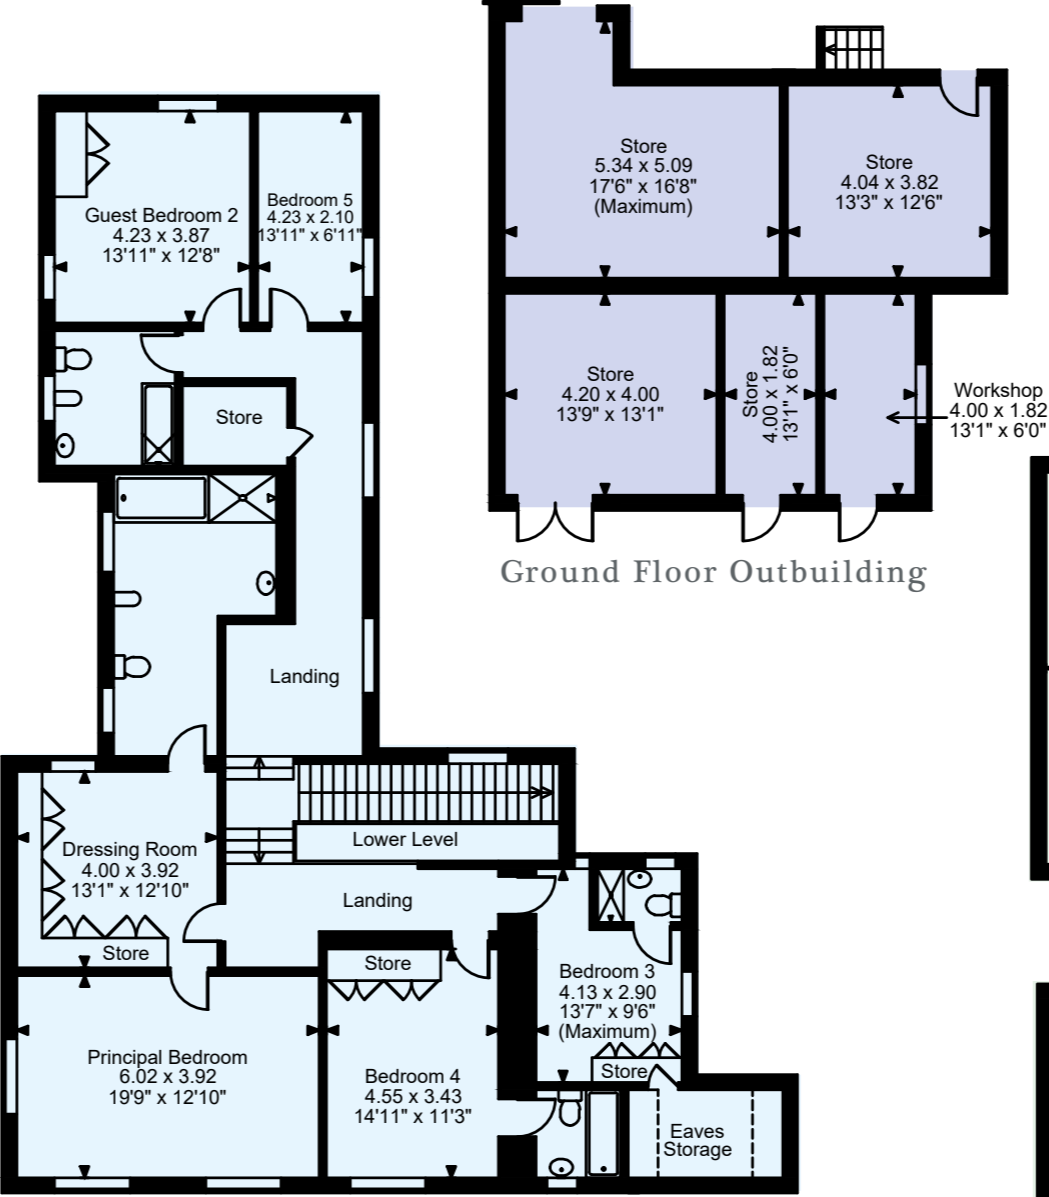 Store
5.34 x 5.09
17'6" x 16'8"
(Maximum)
Store
4.04 x 3.82
13'3" x 12'6"
Guest Bedroom 2
4.23 x 3.87
13'11" x 12'8"
Bedroom 5
4.23 x 2.10
13'11" x 6'11"
Store
4.20 x 4.00
13'9" x 13'1"
Store
4.00 x 1.82
13'1" x 6'0"
Workshop
4.00 x 1.82
13'1" x 6'0"
Store
Ground Floor Outbuilding
Landing
Lower Level
Dressing Room
4.00 x 3.92
13'1" x 12'10"
Store
Landing
Store
Bedroom 3
4.13 x 2.90
13'7" x 9'6"
(Maximum)
Store
Principal Bedroom
6.02 x 3.92
19'9" x 12'10"
Bedroom 4
4.55 x 3.43
14'11" x 11'3"
Eaves
Storage